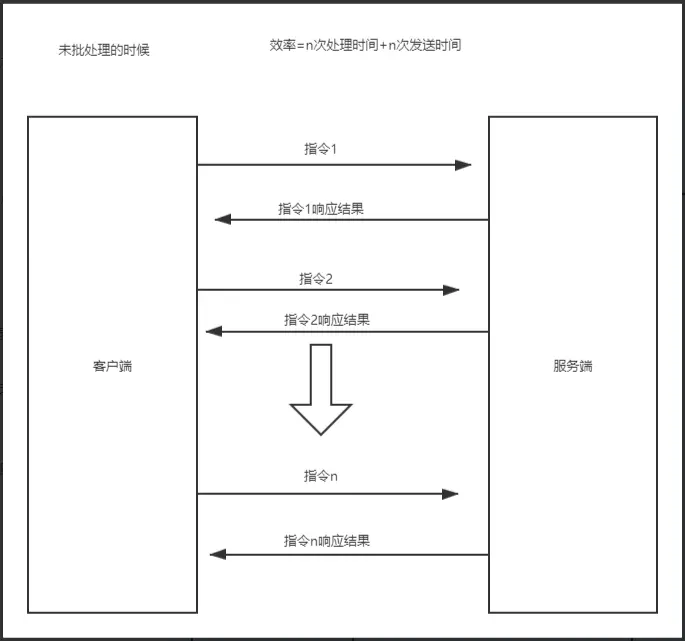 未批处理的时候
效率=n次处理时间+n次发送时间
指令1
指令1响应结果
指令2
指令2响应结果
客户端
服务端
指令n
指令n响应结果